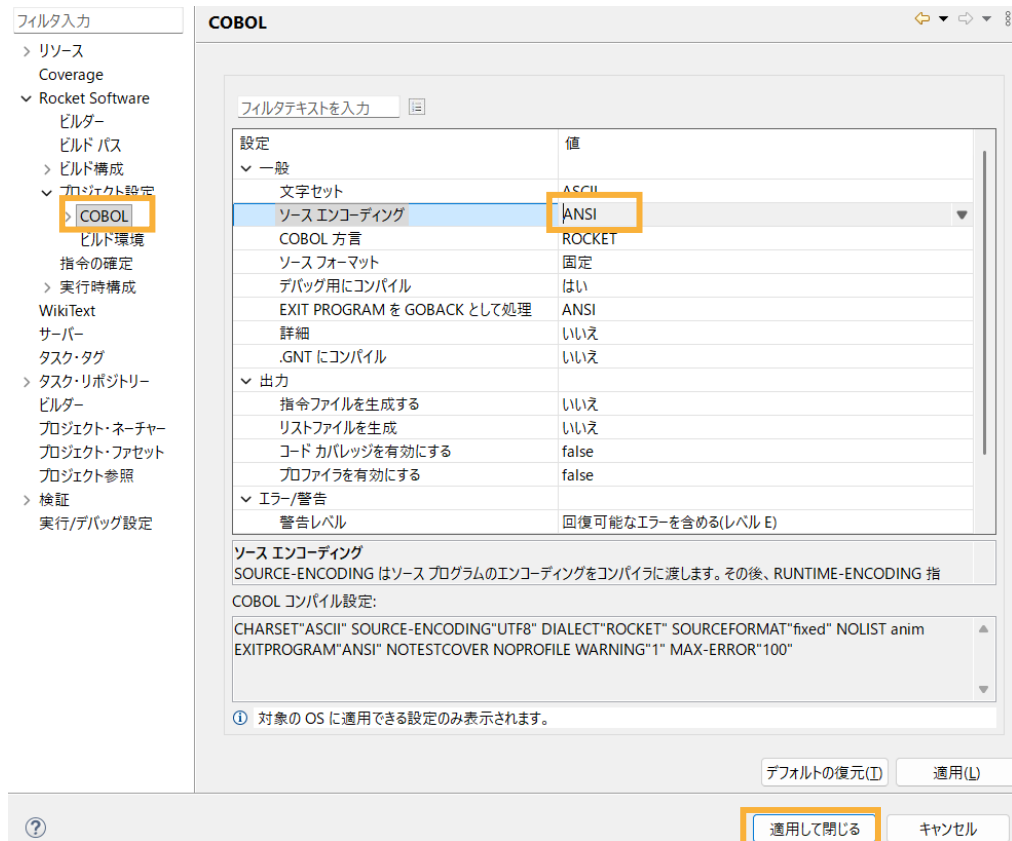 フィルタ入力
COBOL
リソース
Coverage
Rocket Software
ビルダー
ビルド パス
ビルド構成
プロジェクト設定
COBOL
ビルド環境
指令の確定
実行時構成
WikiText
サーバー
タスク・タグ
タスク・リポジトリー
ビルダー
プロジェクト・ネーチャー
プロジェクト・ファセット
プロジェクト参照
検証
実行/デバッグ設定
フィルタテキストを入力
設定 値
一般
文字セット ASCII
ソース エンコーディング ANSI
COBOL 方言 ROCKET
ソース フォーマット 固定
デバッグ用にコンパイル はい
EXIT PROGRAM を GOBACK として処理 ANSI
詳細 いいえ
.GNT にコンパイル いいえ
出力
指令ファイルを生成する いいえ
リストファイルを生成 いいえ
コード カバレッジを有効にする false
プロファイラを有効にする false
エラー/警告
警告レベル 回復可能なエラーを含める(レベル E)
ソース エンコーディング
SOURCE-ENCODING はソース プログラムのエンコーディングをコンパイラに渡します。その後、RUNTIME-ENCODING 指
COBOL コンパイル設定:
CHARSET"ASCII" SOURCE-ENCODING"UTF8" DIALECT"ROCKET" SOURCEFORMAT"fixed" NOLIST anim
EXITPROGRAM"ANSI" NOTESTCOVER NOPROFILE WARNING"1" MAX-ERROR"100"
対象の OS に適用できる設定のみ表示されます。
デフォルトの復元(T) 適用(L)
適用して閉じる キャンセル